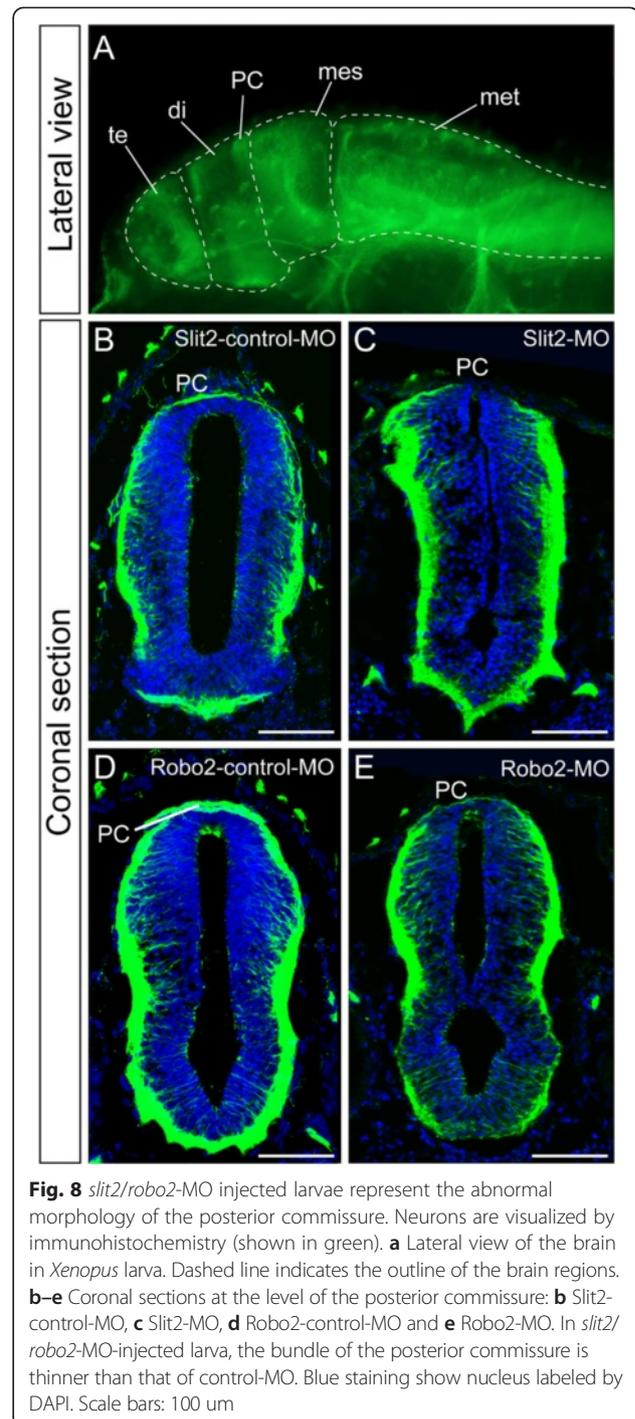 Lateral view
A
te
di
PC
mes
met
Coronal section
B
Slit2-control-MO
PC
C
Slit2-MO
PC
D
Robo2-control-MO
PC
E
Robo2-MO
PC
Fig. 8 slit2/robo2-MO injected larvae represent the abnormal
morphology of the posterior commissure. Neurons are visualized by
immunohistochemistry (shown in green). a Lateral view of the brain
in Xenopus larva. Dashed line indicates the outline of the brain regions.
b–e Coronal sections at the level of the posterior commissure: b Slit2-
control-MO, c Slit2-MO, d Robo2-control-MO and e Robo2-MO. In slit2/
robo2-MO-injected larva, the bundle of the posterior commissure is
thinner than that of control-MO. Blue staining show nucleus labeled by
DAPI. Scale bars: 100 um